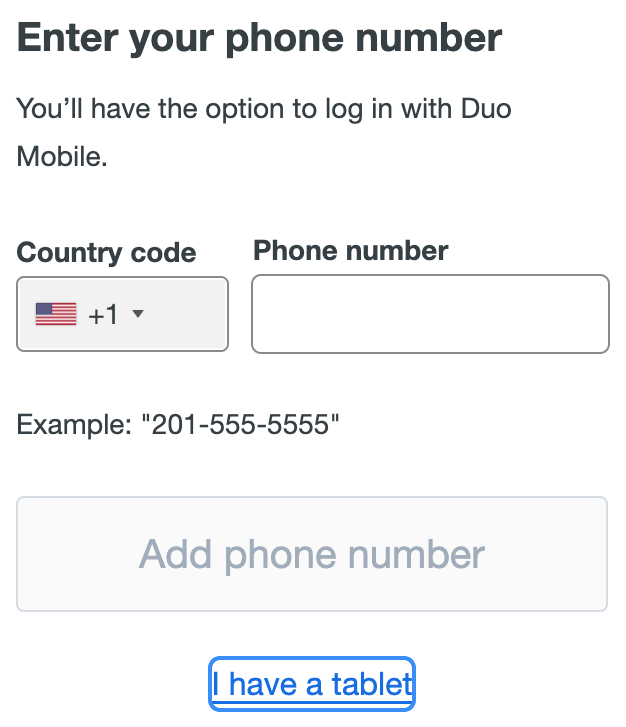 Enter your phone number
You’ll have the option to log in with Duo
Mobile.
Country code
Phone number
+1
Example: "201-555-5555"
Add phone number
I have a tablet